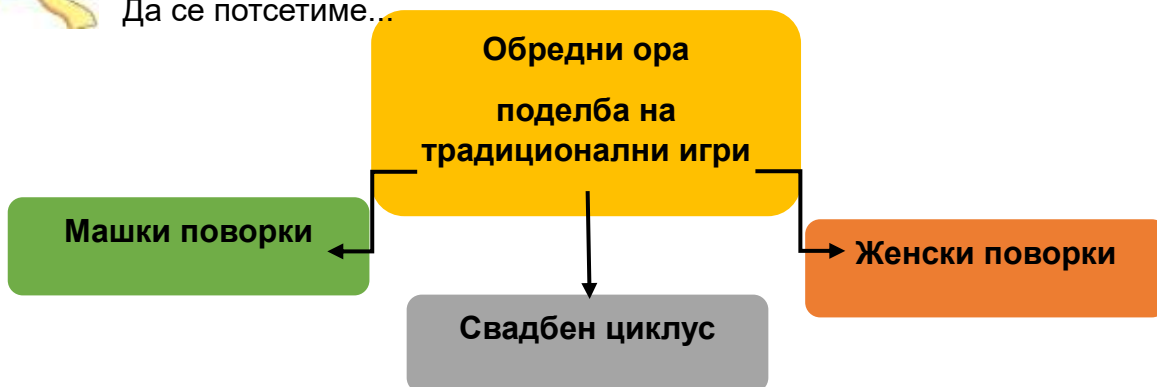 Да се потсетиме...
Обредни ора
поделба на
традиционални игри
Машки поворки
Женски поворки
Свадбен циклус